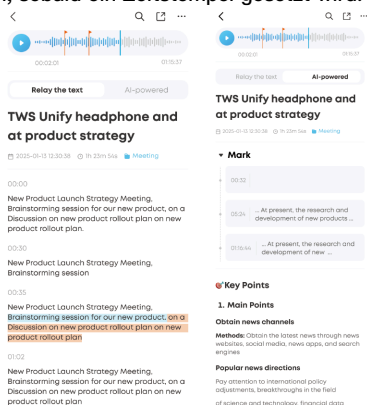 , sobald ein Zeitstempel gesetzt wird.
00:02:01
01:15:37
Relay the text
AI-powered
TWS Unify headphone and
at product strategy
2025-01-13 12:30:38
1h 33m 54s
Meeting
00:00
New Product Launch Strategy Meeting,
Brainstorming session for our new product, on a
Discussion on new product rollout plan on new
product rollout plan.
00:30
New Product Launch Strategy Meeting,
Brainstorming session
00:35
New Product Launch Strategy Meeting,
Brainstorming session for our new product, on a
Discussion on new product rollout plan on new
product rollout plan
01:02
New Product Launch Strategy Meeting,
Brainstorming session for our new product, on a
Discussion on new product rollout plan on new
product rollout plan
00:02:01
01:15:37
Relay the text
AI-powered
TWS Unify headphone and
at product strategy
2025-01-13 12:30:38
1h 33m 54s
Meeting
Mark
00:32
05:24
... At present, the research and
development of new products ...
01:16:44
... At present, the research and
development of new ...
Key Points
1. Main Points
Obtain news channels
Methods: Obtain the latest news through news
websites, social media, news apps, and search
engines
Popular news directions
Pay attention to international policy
adjustments, breakthroughs in the field
of science and technology, financial data